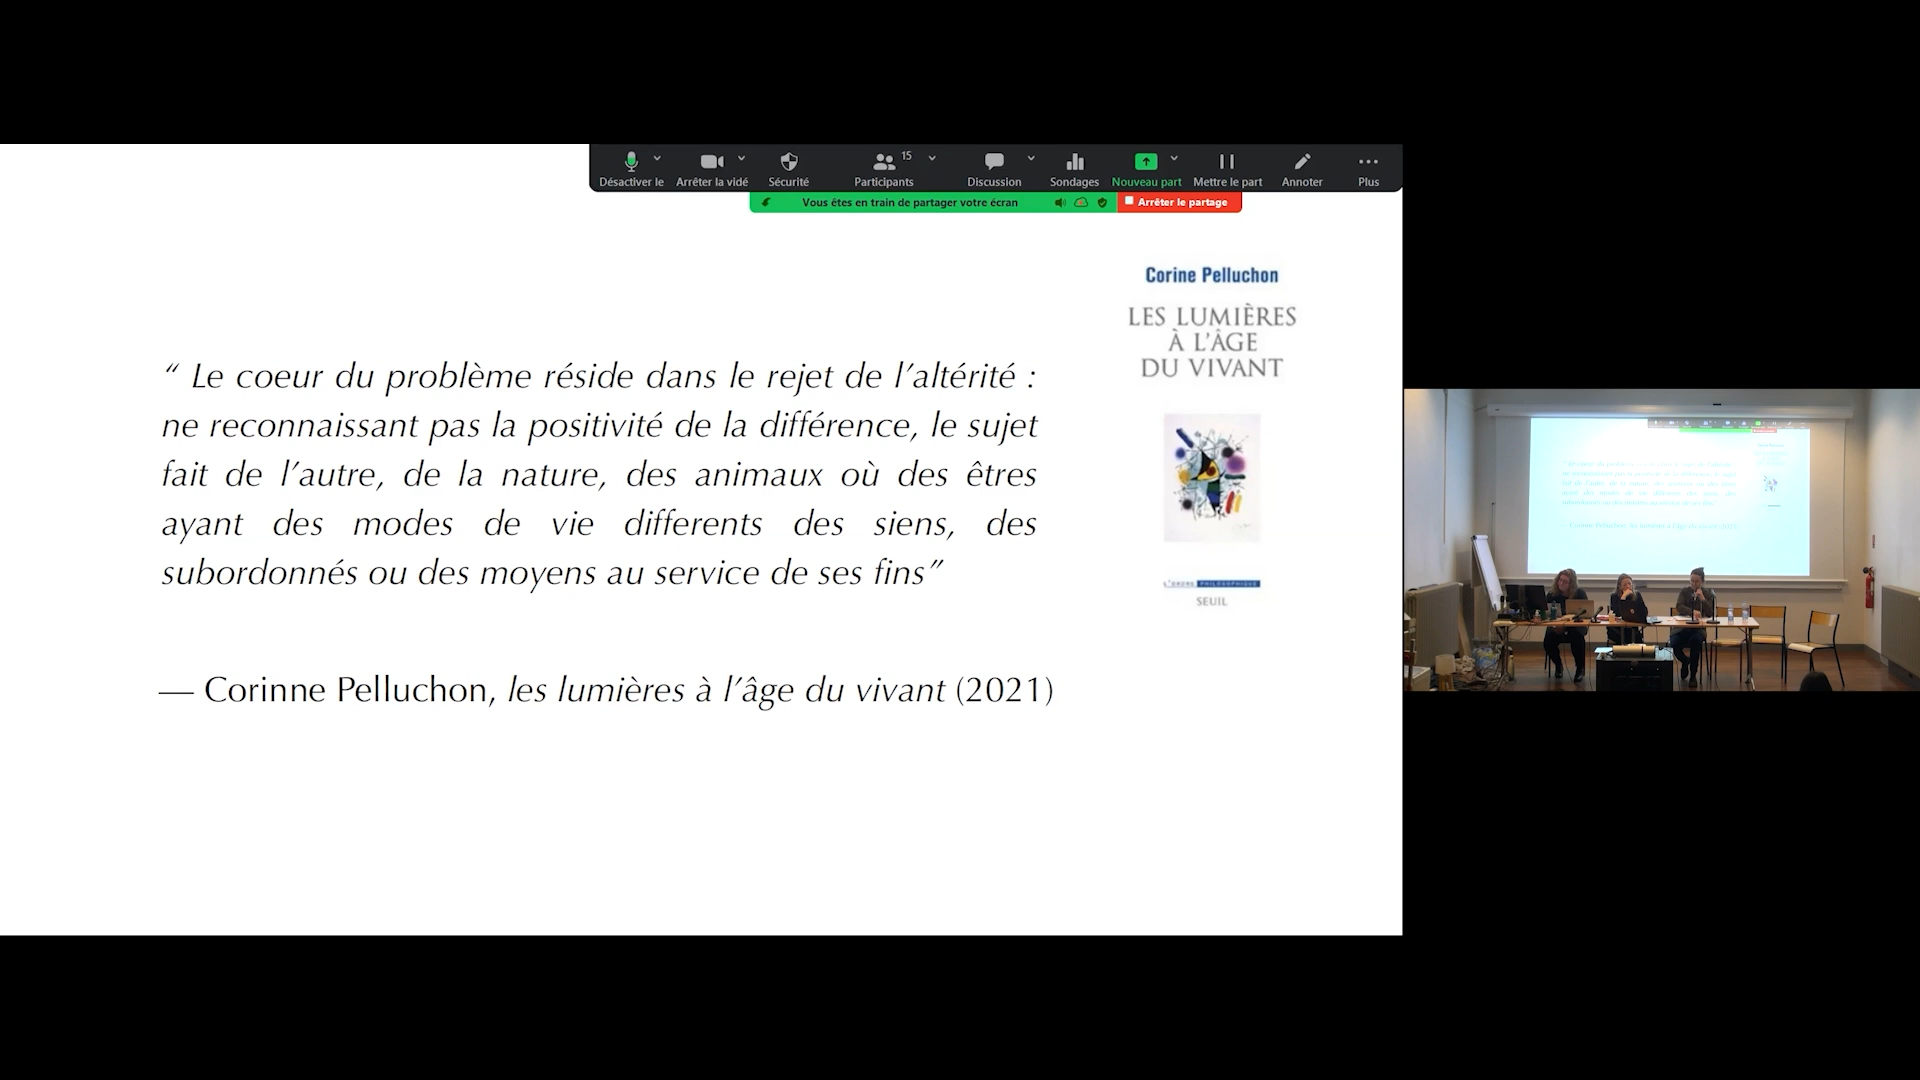 Désactiver le
Arrêter la vidé
Sécurité
Participants
15
Discussion
Sondages
Nouveau part
Mettre le part
Annoter
Plus
Vous êtes en train de partager votre écran
Arrêter le partage
Corine Pelluchon
LES LUMIÈRES
À L'ÂGE
DU VIVANT
“ Le coeur du problème réside dans le rejet de l’altérité :
ne reconnaissant pas la positivité de la différence, le sujet
fait de l’autre, de la nature, des animaux où des êtres
ayant des modes de vie differents des siens, des
subordonnés ou des moyens au service de ses fins”
L'ORDRE PHILOSOPHIQUE
SEUIL
— Corinne Pelluchon, les lumières à l’âge du vivant (2021)